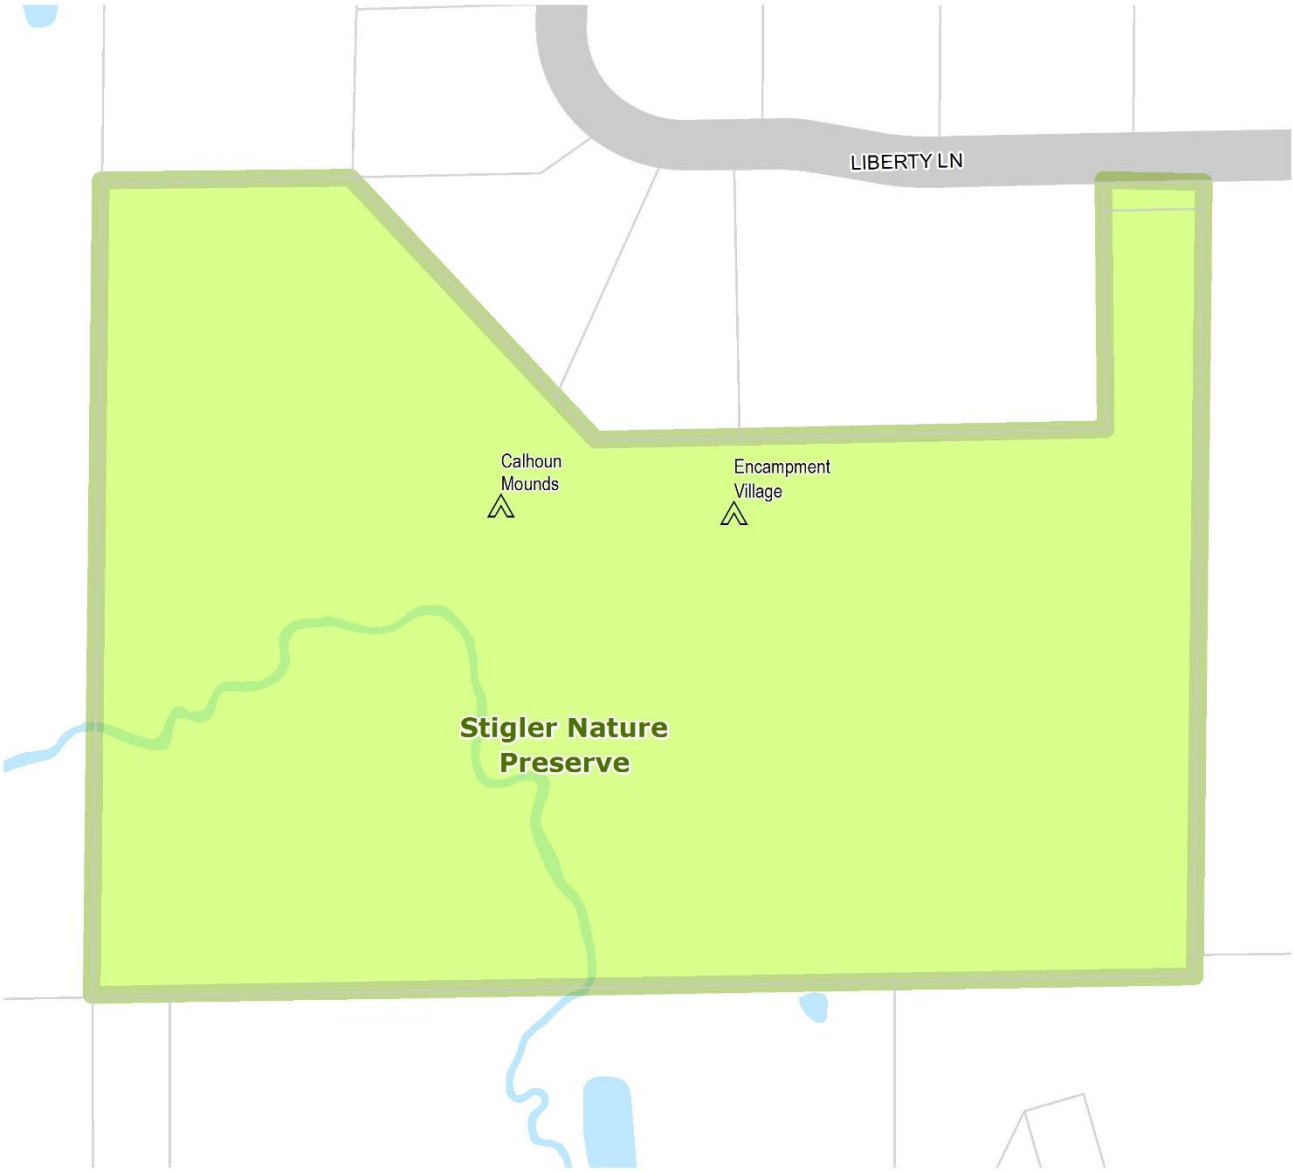 LIBERTY LN
Calhoun
Mounds
Encampment
Village
Stigler Nature
Preserve